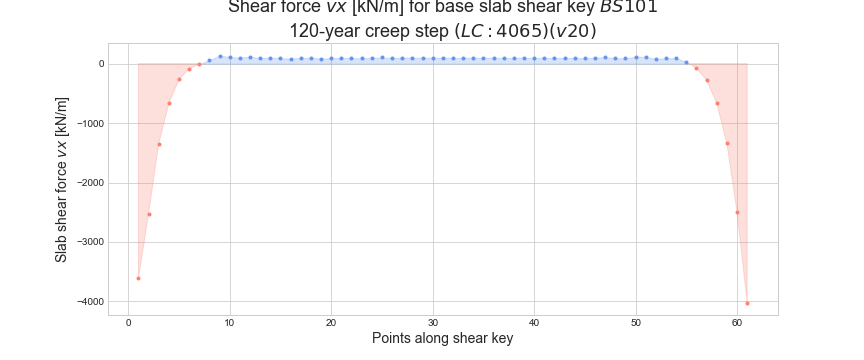 Shear force vx [kN/m] for base slab shear key BS101
120-year creep step (LC : 4065)(v20)
Slab shear force vx [kN/m]
0
−1000
−2000
−3000
−4000
0 10 20 30 40 50 60
Points along shear key